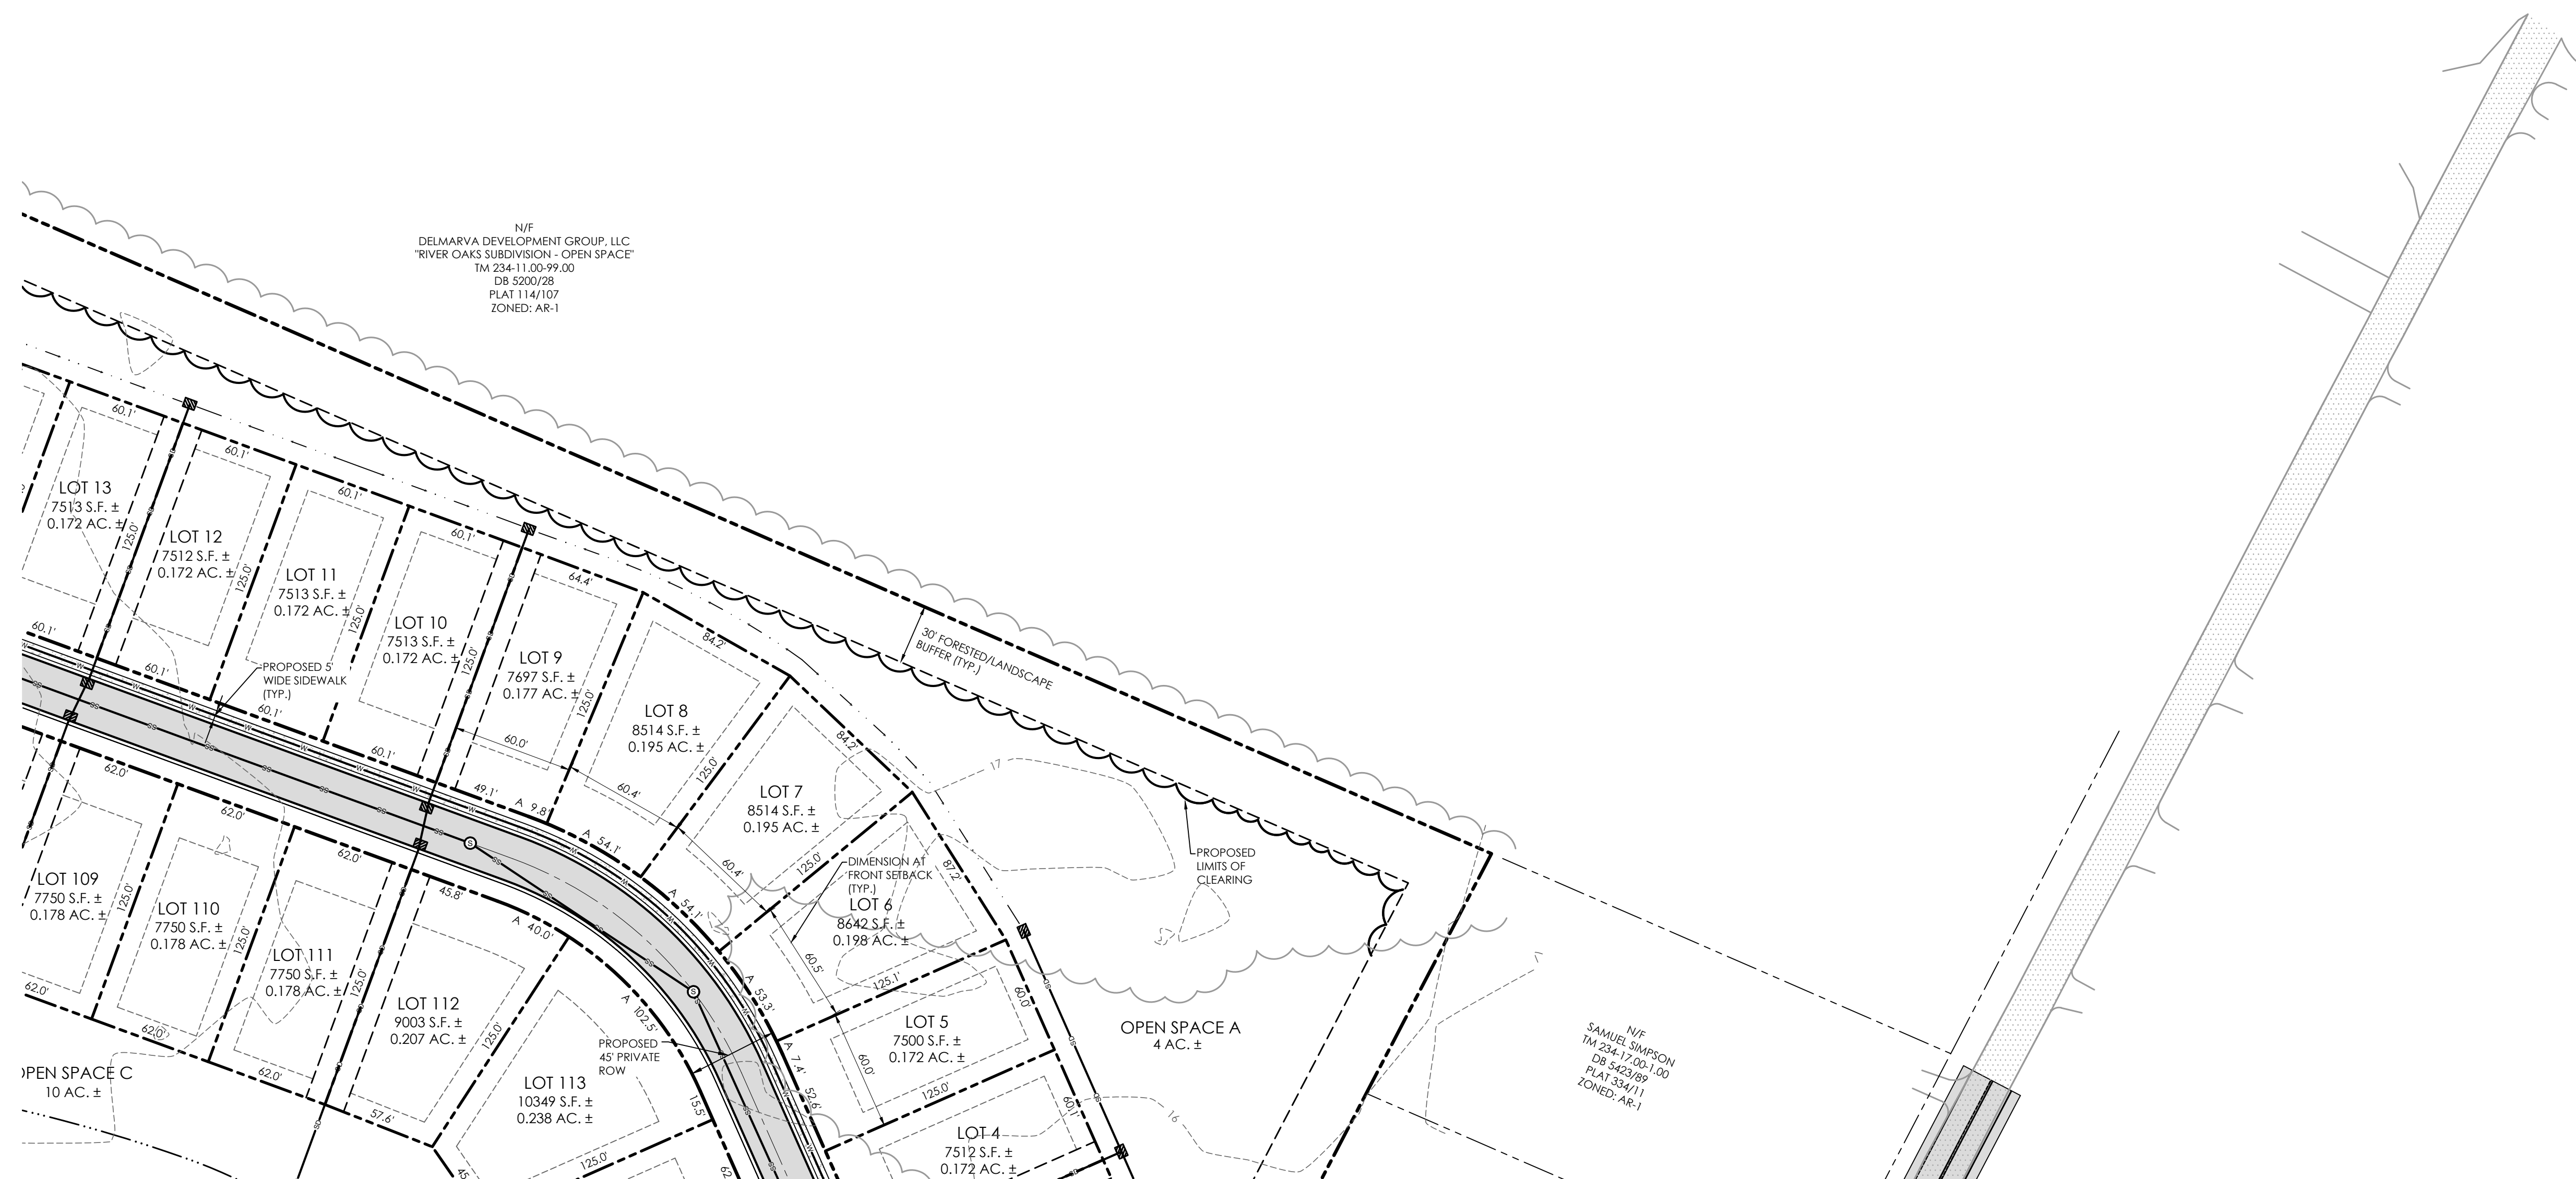 N/F
DELMARVA DEVELOPMENT GROUP, LLC
"RIVER OAKS SUBDIVISION - OPEN SPACE"
TM 234-11.00-99.00
DB 5200/28
PLAT 114/107
ZONED: AR-1
30' FORESTED/LANDSCAPE
BUFFER (TYP.)
60.1'
60.1'
60.1'
60.1'
64.4'
84.2'
84.2'
87.2'
LOT 13
7513 S.F. ±
0.172 AC. ±
125.0'
LOT 12
7512 S.F. ±
0.172 AC. ±
125.0'
LOT 11
7513 S.F. ±
0.172 AC. ±
125.0'
LOT 10
7513 S.F. ±
0.172 AC. ±
125.0'
LOT 9
7697 S.F. ±
0.177 AC. ±
125.0'
LOT 8
8514 S.F. ±
0.195 AC. ±
125.0'
LOT 7
8514 S.F. ±
0.195 AC. ±
125.0'
DIMENSION AT
FRONT SETBACK
(TYP.)
LOT 6
8642 S.F. ±
0.198 AC. ±
125.1'
LOT 5
7500 S.F. ±
0.172 AC. ±
125.0'
60.0'
LOT 4
7512 S.F. ±
0.172 AC. ±
60.1'
60.1'
60.1'
60.1'
60.1'
49.1'
A 9.8'
A 54.1'
A 54.1'
A 53.3'
A 7.4'
52.6'
60.0'
60.4'
60.4'
60.5'
60.0'
PROPOSED 5'
WIDE SIDEWALK
(TYP.)
PROPOSED
LIMITS OF
CLEARING
17
16
OPEN SPACE A
4 AC. ±
N/F
SAMUEL SIMPSON
TM 234-17.00-1.00
DB 5423/89
PLAT 334/11
ZONED: AR-1
62.0'
62.0'
62.0'
45.8'
A 40.0'
A 102.5'
15.5'
LOT 109
7750 S.F. ±
0.178 AC. ±
125.0'
LOT 110
7750 S.F. ±
0.178 AC. ±
125.0'
LOT 111
7750 S.F. ±
0.178 AC. ±
125.0'
LOT 112
9003 S.F. ±
0.207 AC. ±
125.0'
LOT 113
10349 S.F. ±
0.238 AC. ±
125.0'
PROPOSED
45' PRIVATE
ROW
62.0'
62.0'
62.0'
57.6'
OPEN SPACE C
10 AC. ±